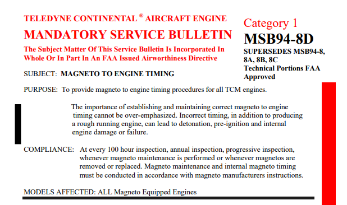 TELEDYNE CONTINENTAL® AIRCRAFT ENGINE
MANDATORY SERVICE BULLETIN
The Subject Matter Of This Service Bulletin Is Incorporated In
Whole Or In Part In An FAA Issued Airworthiness Directive
Category 1
MSB94-8D
SUPERSEDES MSB94-8,
8A, 8B, 8C
Technical Portions FAA
Approved
SUBJECT: MAGNETO TO ENGINE TIMING
PURPOSE: To provide magneto to engine timing procedures for all TCM engines.
The importance of establishing and maintaining correct magneto to engine
timing cannot be over-emphasized. Incorrect timing, in addition to producing
a rough running engine, can lead to detonation, pre-ignition and internal
engine damage or failure.
COMPLIANCE: At every 100 hour inspection, annual inspection, progressive inspection,
whenever magneto maintenance is performed or whenever magnetos are
removed or replaced. Magneto maintenance and internal magneto timing
must be conducted in accordance with magneto manufacturers instructions.
MODELS AFFECTED: ALL Magneto Equipped Engines